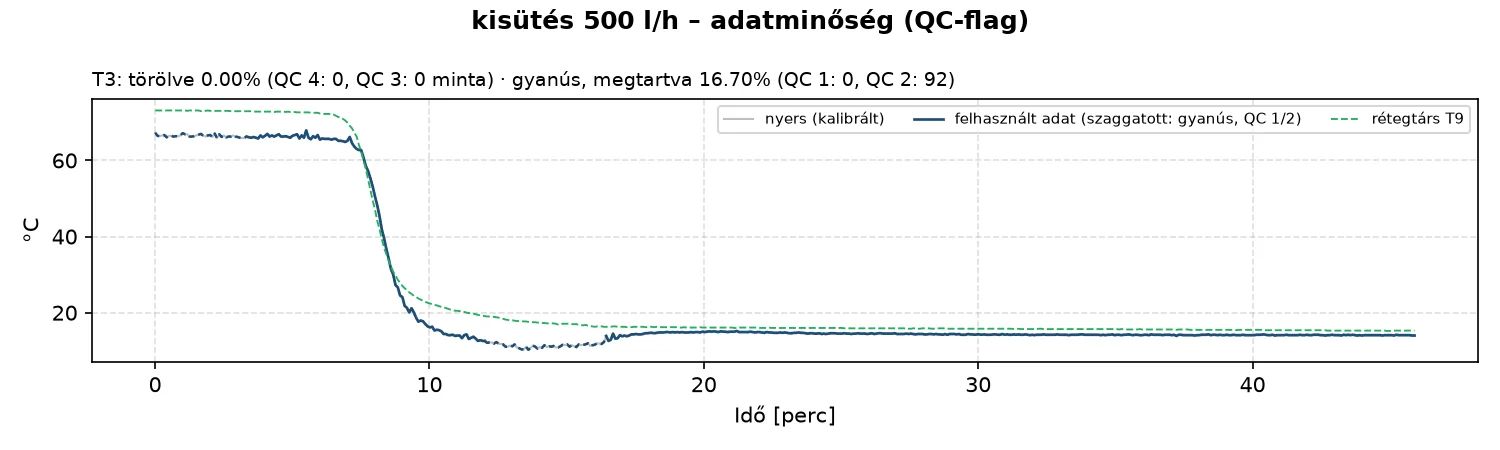 kisütés 500 l/h – adatminőség (QC-flag)
T3: törölve 0.00% (QC 4: 0, QC 3: 0 minta) · gyanús, megtartva 16.70% (QC 1: 0, QC 2: 92)
nyers (kalibrált) felhasznált adat (szaggatott: gyanús, QC 1/2) rétegtárs T9
60
40
20
°C
0 10 20 30 40
Idő [perc]